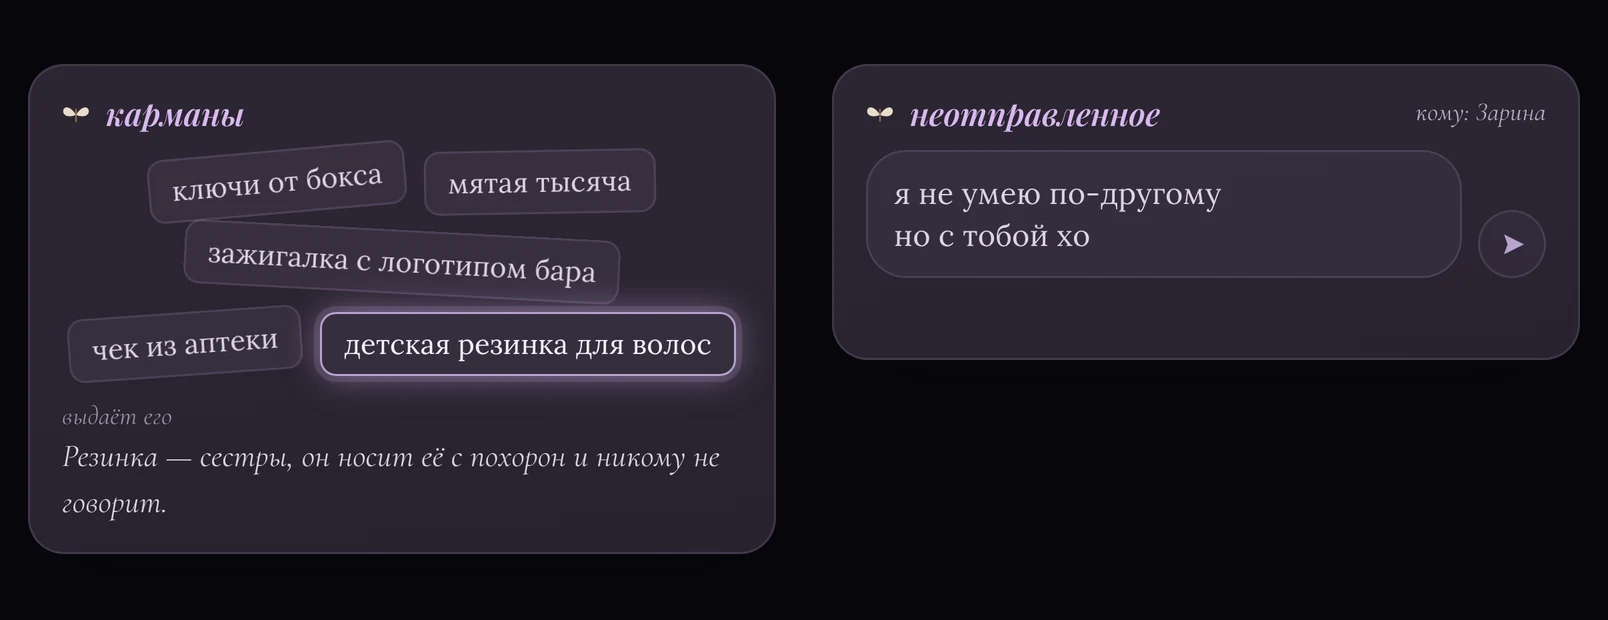 карманы
ключи от бокса
мятая тысяча
зажигалка с логотипом бара
чек из аптеки
детская резинка для волос
выдаёт его
Резинка — сестры, он носит её с похорон и никому не
говорит.
неотправленное
кому: Зарина
я не умею по-другому
но с тобой хо